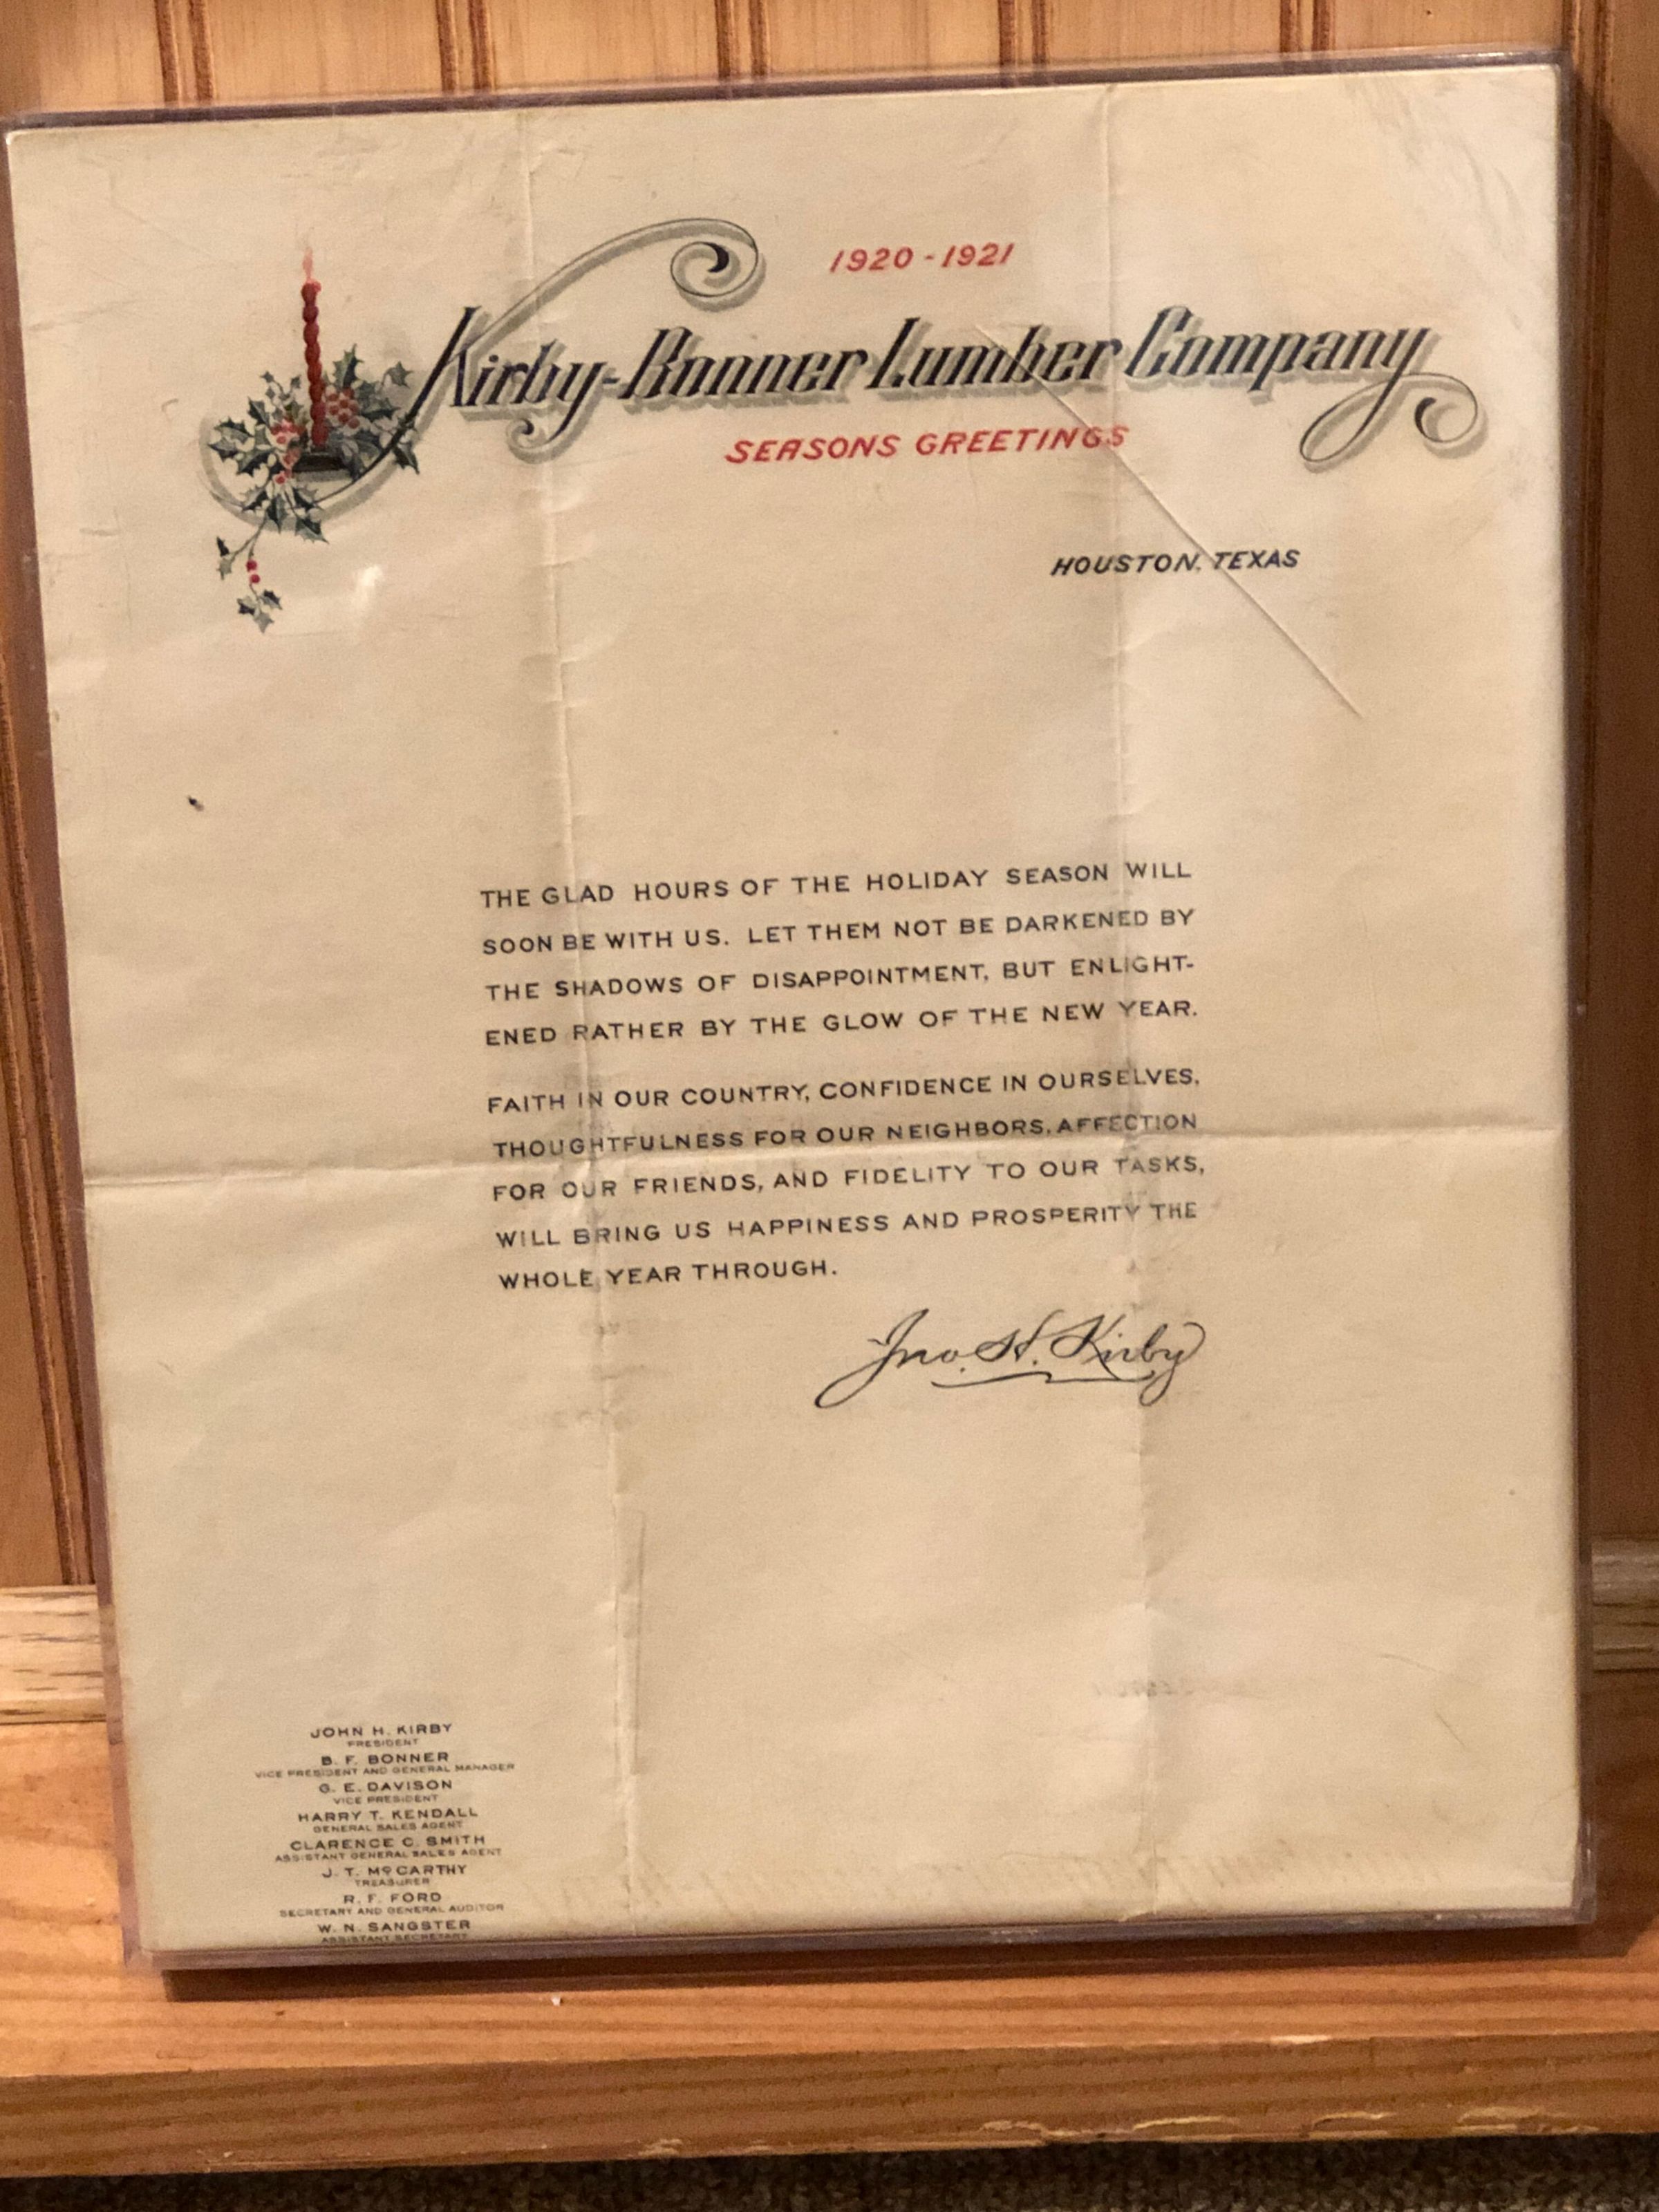 1920 - 1921
Kirby-Bonner Lumber Company
SEASONS GREETINGS
HOUSTON, TEXAS
THE GLAD HOURS OF THE HOLIDAY SEASON WILL
SOON BE WITH US. LET THEM NOT BE DARKENED BY
THE SHADOWS OF DISAPPOINTMENT, BUT ENLIGHT-
ENED RATHER BY THE GLOW OF THE NEW YEAR.
FAITH IN OUR COUNTRY, CONFIDENCE IN OURSELVES,
THOUGHTFULNESS FOR OUR NEIGHBORS, AFFECTION
FOR OUR FRIENDS, AND FIDELITY TO OUR TASKS,
WILL BRING US HAPPINESS AND PROSPERITY THE
WHOLE YEAR THROUGH.
Jno. H. Kirby
JOHN H. KIRBY
PRESIDENT
B. F. BONNER
VICE PRESIDENT AND GENERAL MANAGER
G. E. DAVISON
VICE PRESIDENT
HARRY T. KENDALL
GENERAL SALES AGENT
CLARENCE C. SMITH
ASSISTANT GENERAL SALES AGENT
J. T. McCARTHY
TREASURER
R. F. FORD
SECRETARY AND GENERAL AUDITOR
W. N. SANGSTER
ASSISTANT SECRETARY